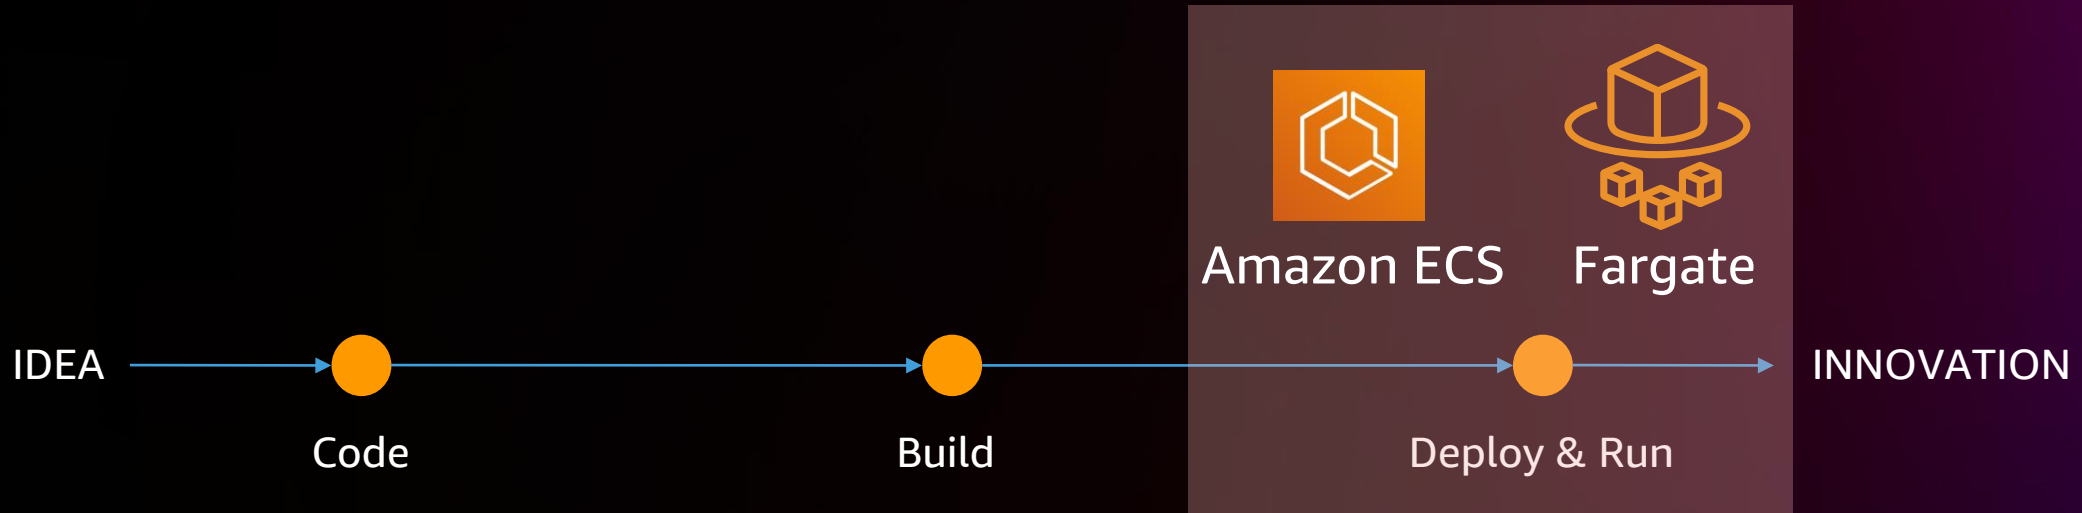 Amazon ECS
Fargate
IDEA
INNOVATION
Code
Build
Deploy & Run